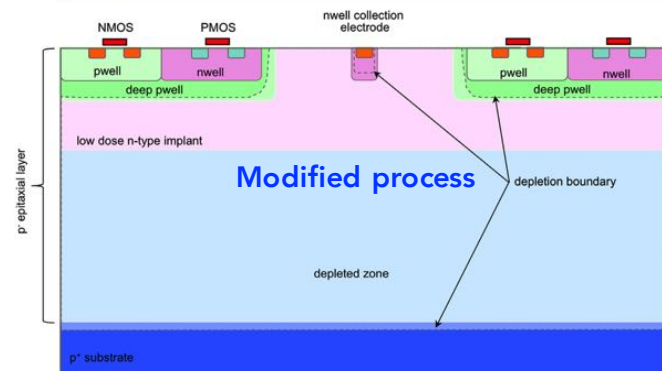 nwell collection
electrode
NMOS
PMOS
pwell
nwell
deep pwell
pwell
nwell
deep pwell
low dose n-type implant
p- epitaxial layer
Modified process
depletion boundary
depleted zone
p+ substrate